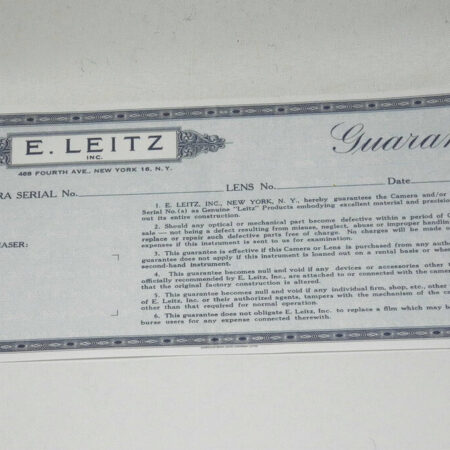 E. LEITZ
INC.
468 FOURTH AVE., NEW YORK 16, N.Y.
Guaran
RA SERIAL No. LENS No. Date
ASER:
1. E. LEITZ, INC., NEW YORK, N. Y., hereby guarantees the Camera and/or
Serial No.(s) as Genuine "Leitz" Products embodying excellent material and precision
out its entire construction.
2. Should any optical or mechanical part become defective within a period of
sale — not being a defect resulting from misuse, neglect, abuse or improper handling
replace or repair such defective parts free of charge. No charges will be made
expenses if this instrument is sent to us for examination.
3. This guarantee is effective if this Camera or Lens is purchased from any autho
guarantee does not apply if this instrument is loaned out on a rental basis or when
second-hand instrument.
4. This guarantee becomes null and void if any devices or accessories other t
officially recommended by E. Leitz, Inc., are attached to or connected with the camera
that the original factory construction is altered.
5. This guarantee becomes null and void if any individual firm, shop, etc., other
of E. Leitz, Inc. or their authorized agents, tampers with the mechanism of the ca
other than that required for normal operation.
6. This guarantee does not obligate E. Leitz, Inc. to replace a film which may b
burse users for any expense connected therewith.